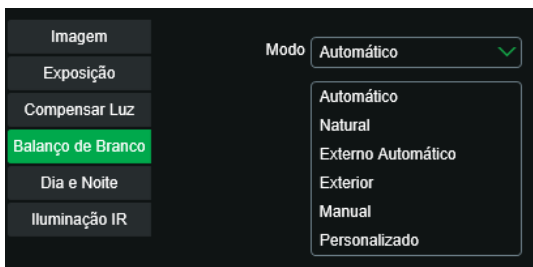 Imagem
Exposição
Compensar Luz
Balanço de Branco
Dia e Noite
Iluminação IR
Modo Automático
Automático
Natural
Externo Automático
Exterior
Manual
Personalizado